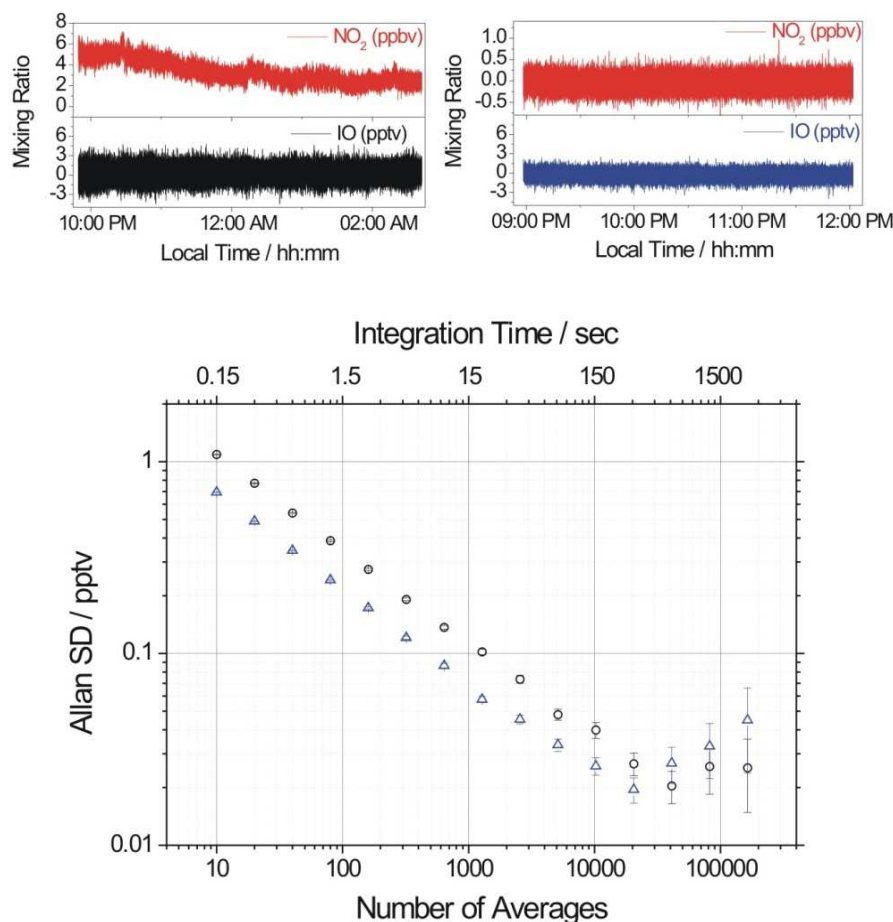 NO2 (ppbv)
8
6
4
2
0
Mixing Ratio
IO (pptv)
6
3
0
-3
10:00 PM 12:00 AM 02:00 AM
Local Time / hh:mm
NO2 (ppbv)
1.0
0.5
0.0
-0.5
Mixing Ratio
IO (pptv)
6
3
0
-3
09:00 PM 10:00 PM 11:00 PM 12:00 PM
Local Time / hh:mm
Integration Time / sec
0.15 1.5 15 150 1500
1
0.1
0.01
Allan SD / pptv
10 100 1000 10000 100000
Number of Averages